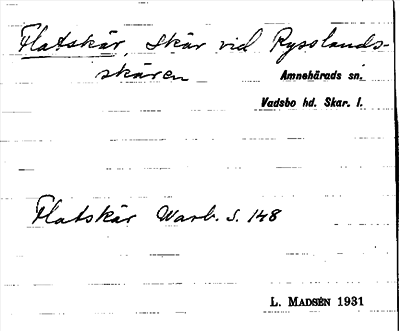 Flatskär, Skär vid Rysslands-
skären
Amnehärads sn.
Vadsbo hd. Skar. l.
Flatskär Warb. S. 148
L. MADSÉN 1931